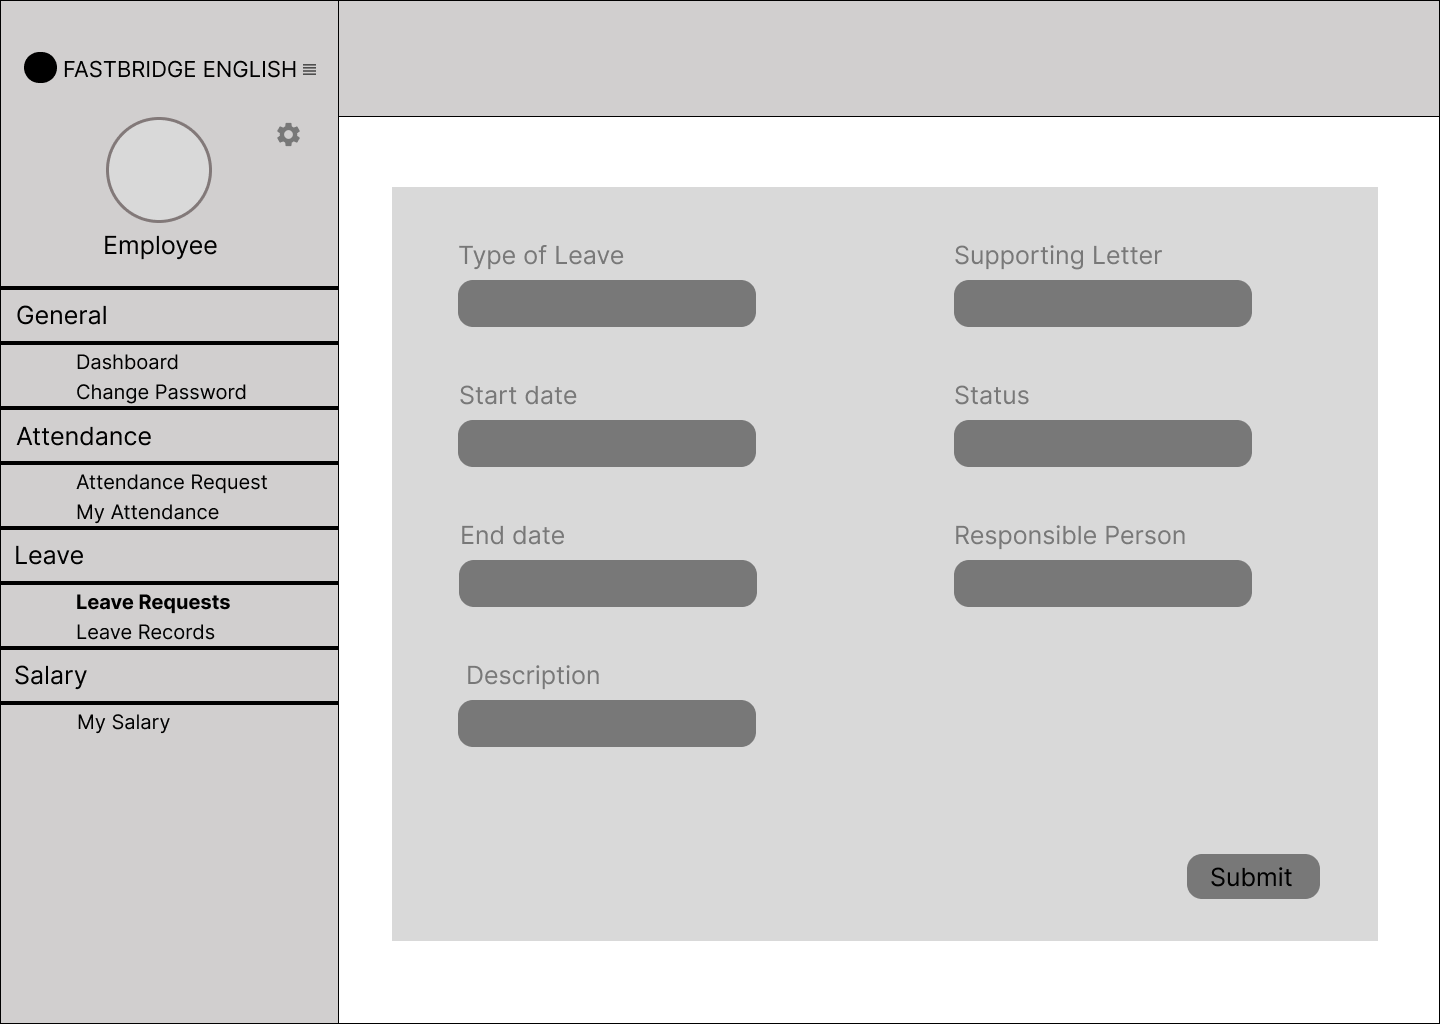 FASTBRIDGE ENGLISH
Employee
General
Dashboard
Change Password
Attendance
Attendance Request
My Attendance
Leave
Leave Requests
Leave Records
Salary
My Salary
Type of Leave
Supporting Letter
Start date
Status
End date
Responsible Person
Description
Submit